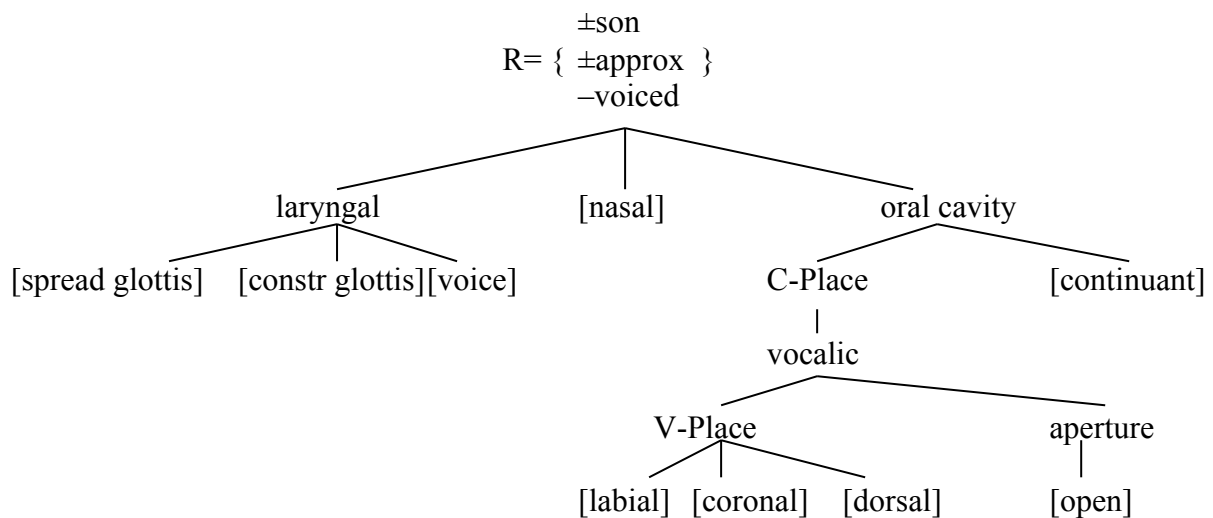 ±son
R= { ±approx }
–voiced
laryngal [nasal] oral cavity
[spread glottis] [constr glottis][voice] C-Place [continuant]
vocalic
V-Place aperture
[labial] [coronal] [dorsal] [open]